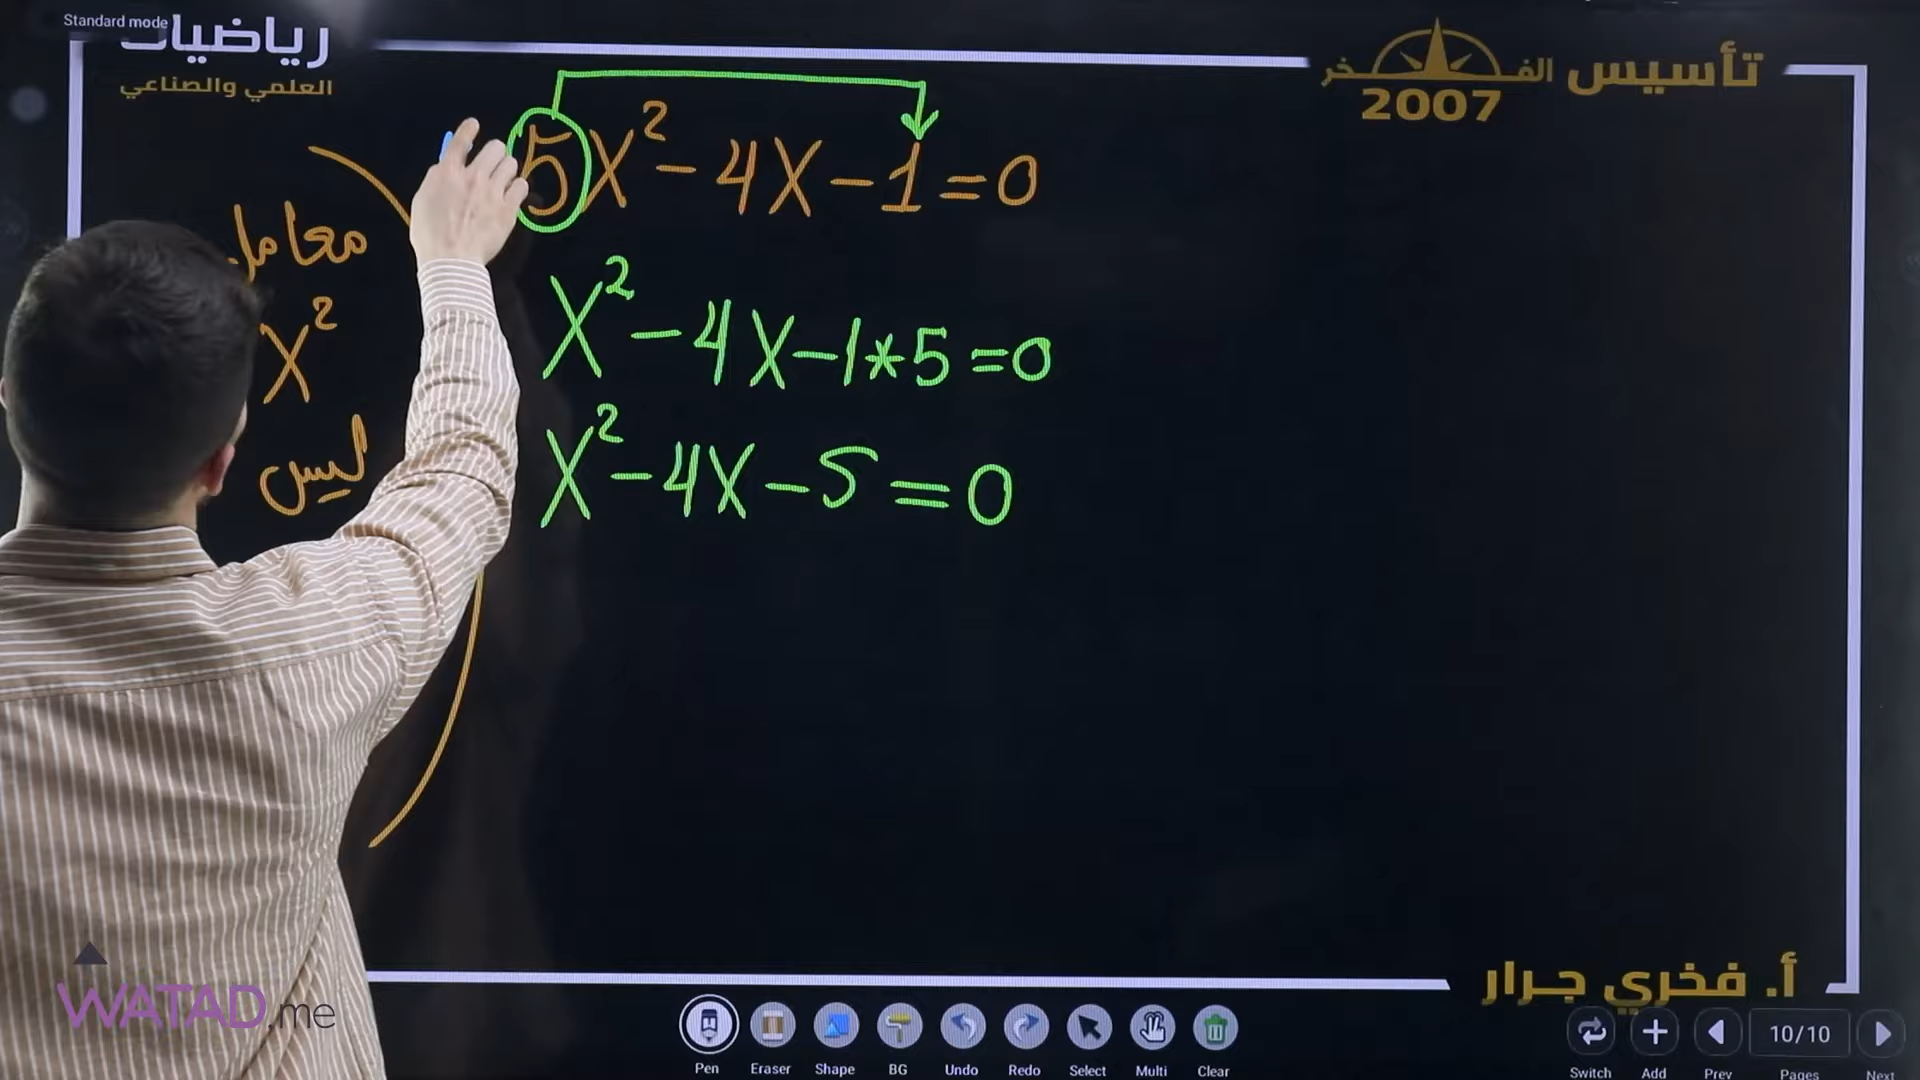 Standard mode
رياضيات
العلمي والصناعي
تأسيس الفخر
2007
5X² - 4X - 1 = 0
معامل
X²
ليس
X² - 4X - 1 * 5 = 0
X² - 4X - 5 = 0
أ. فخري جرار
WATAD.me
Pen Eraser Shape BG Undo Redo Select Multi Clear
10/10
Switch Add Prev Pages Next